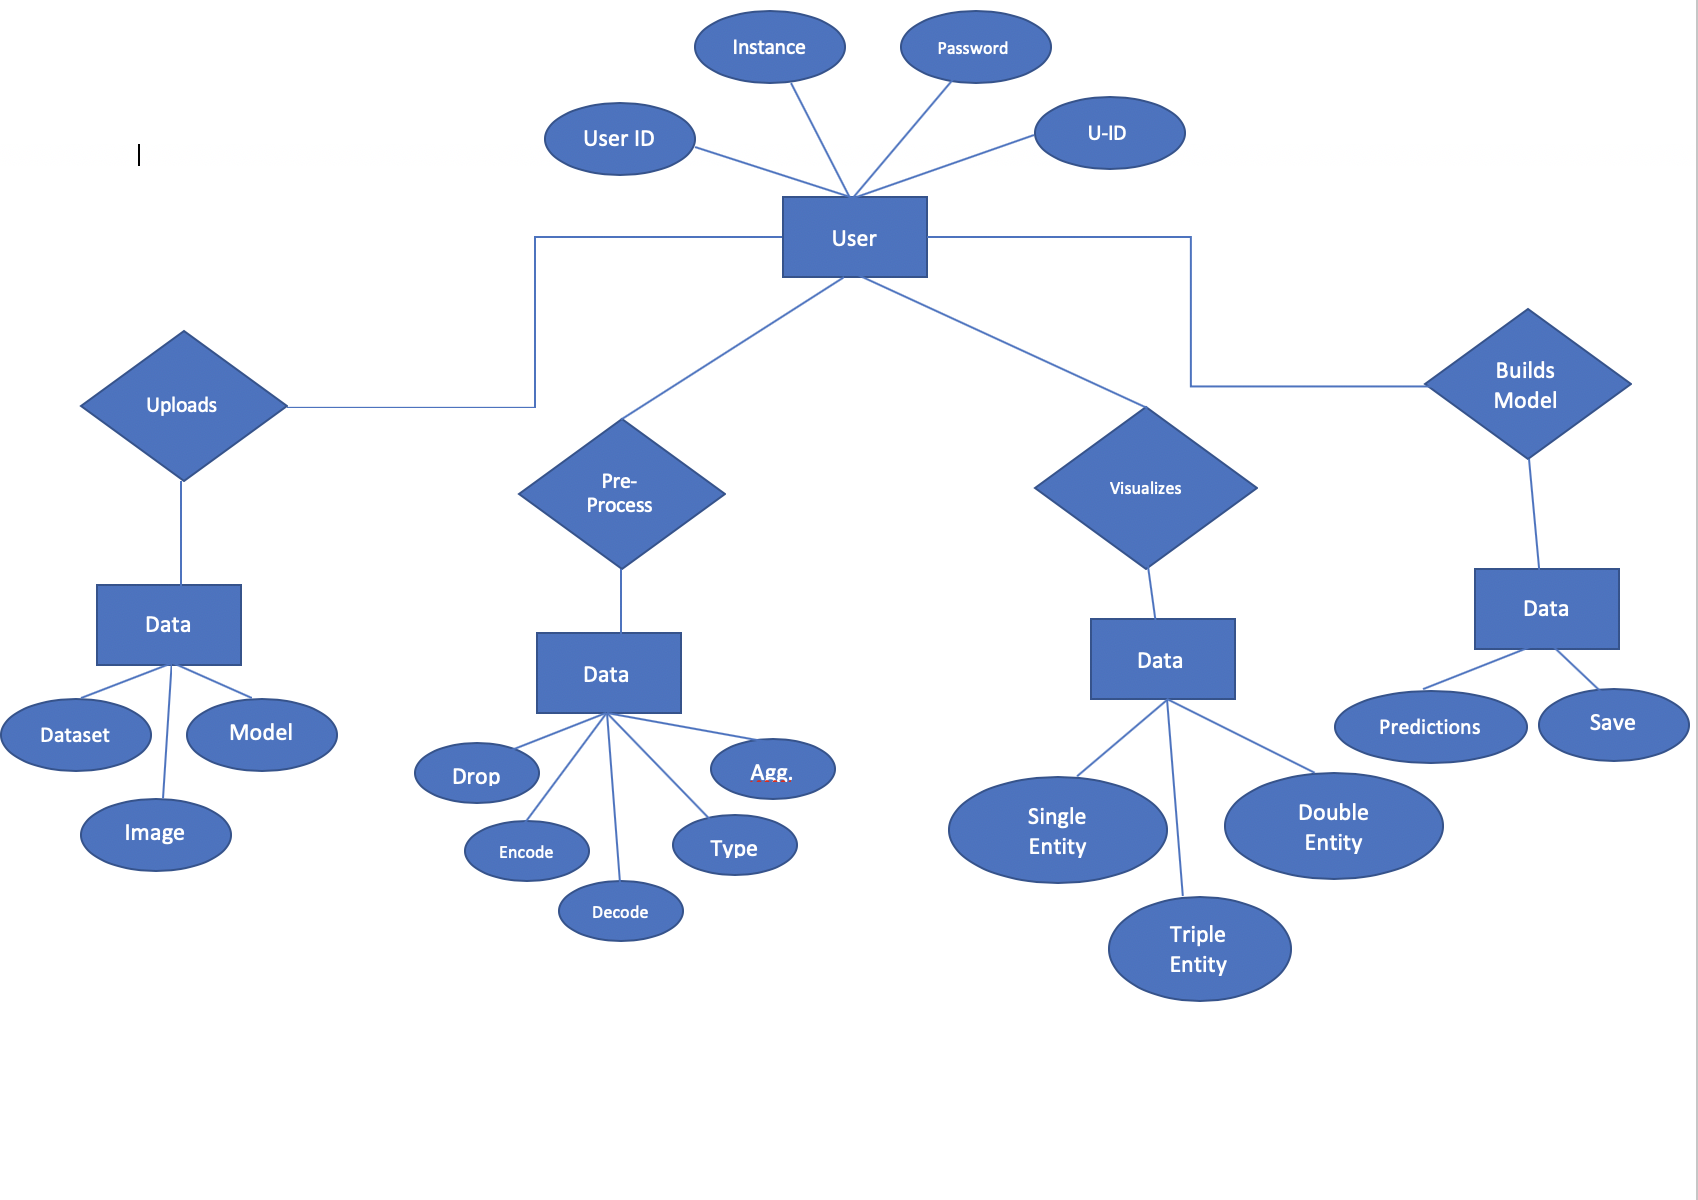 Instance
Password
User ID
U-ID
User
Uploads
Pre-
Process
Visualizes
Builds
Model
Data
Data
Data
Data
Dataset
Model
Image
Drop
Agg.
Encode
Type
Decode
Single
Entity
Double
Entity
Triple
Entity
Predictions
Save